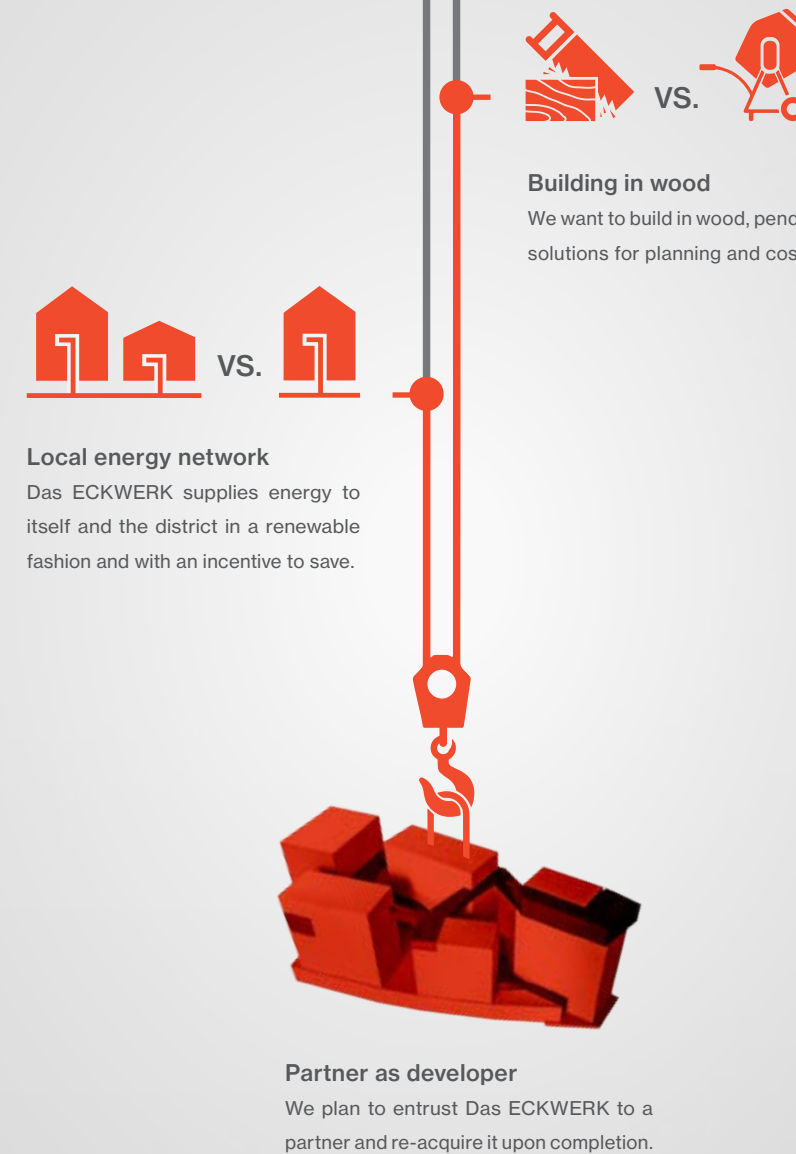 VS.
Building in wood
We want to build in wood, pend
solutions for planning and cos
VS.
Local energy network
Das ECKWERK supplies energy to
itself and the district in a renewable
fashion and with an incentive to save.
Partner as developer
We plan to entrust Das ECKWERK to a
partner and re-acquire it upon completion.